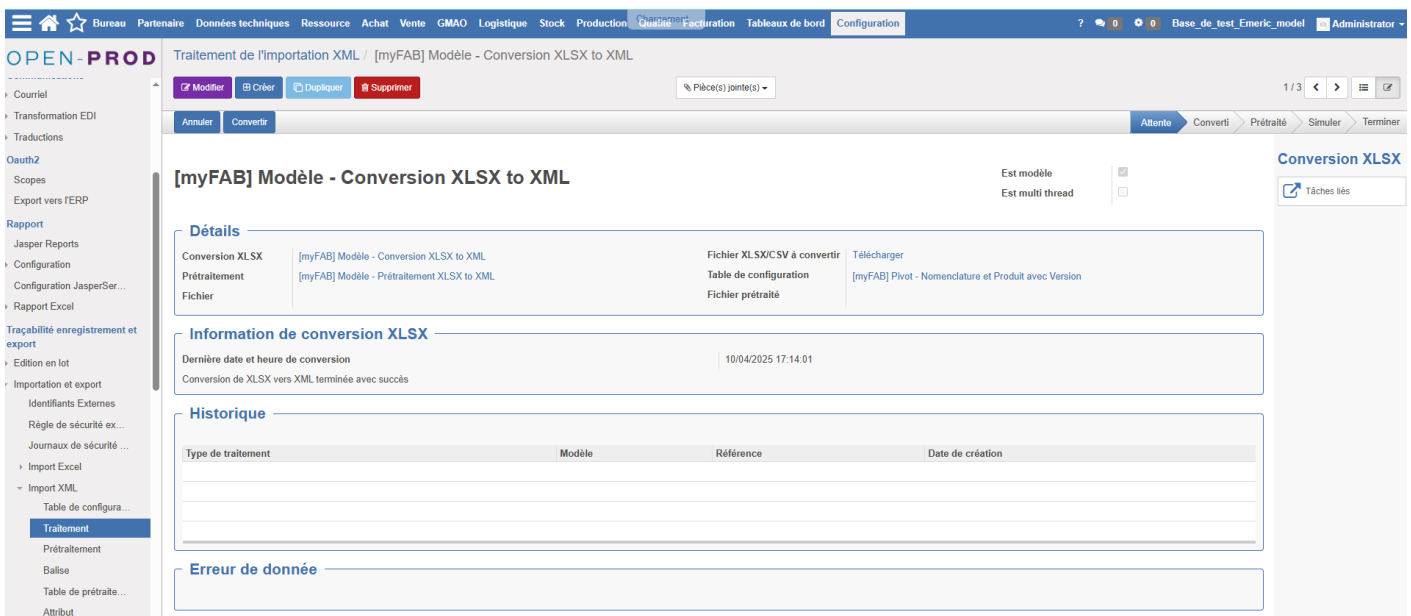 Bureau Partenaire Données techniques Ressource Achat Vente GMAO Logistique Stock Production Qualité Facturation Tableaux de bord Configuration ? 0 0 Base_de_test_Emeric_model Administrator
Chargement
OPEN-PROD
Traitement de l'importation XML / [myFAB] Modèle - Conversion XLSX to XML
Modifier Créer Dupliquer Supprimer Pièce(s) jointe(s) 1 / 3
Annuler Convertir Attente Converti Prétraité Simuler Terminer
Communications
Courriel
Transformation EDI
Traductions
Oauth2
Scopes
Export vers l'ERP
Rapport
Jasper Reports
Configuration
Configuration JasperSer...
Rapport Excel
Traçabilité enregistrement et
export
Edition en lot
Importation et export
Identifiants Externes
Règle de sécurité ex...
Journaux de sécurité ...
Import Excel
Import XML
Table de configura...
Traitement
Prétraitement
Balise
Table de prétraite...
Attribut
[myFAB] Modèle - Conversion XLSX to XML
Est modèle
Est multi thread
Détails
Conversion XLSX [myFAB] Modèle - Conversion XLSX to XML Fichier XLSX/CSV à convertir Télécharger
Prétraitement [myFAB] Modèle - Prétraitement XLSX to XML Table de configuration [myFAB] Pivot - Nomenclature et Produit avec Version
Fichier Fichier prétraité
Information de conversion XLSX
Dernière date et heure de conversion 10/04/2025 17:14:01
Conversion de XLSX vers XML terminée avec succès
Historique
Type de traitement Modèle Référence Date de création
Erreur de donnée
Conversion XLSX
Tâches liés